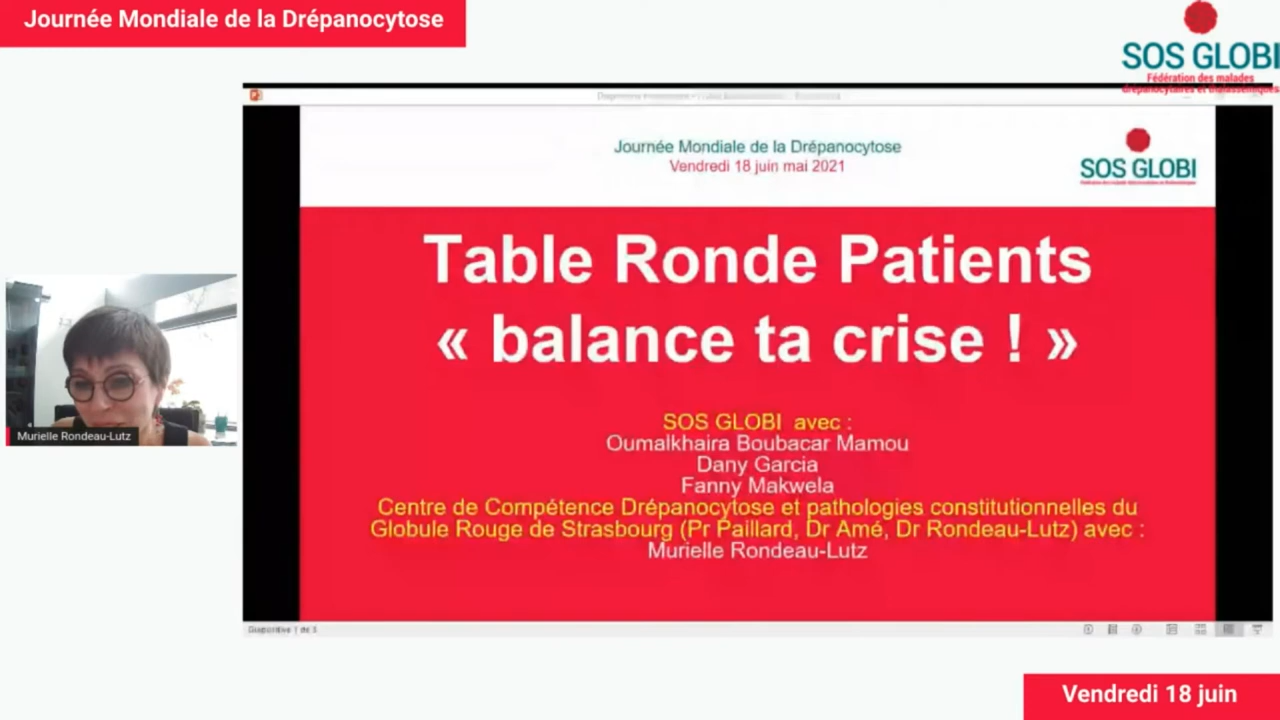 Journée Mondiale de la Drépanocytose
SOS GLOBI
Fédération des malades
drépanocytaires et thalassémiques
Journée Mondiale de la Drépanocytose
Vendredi 18 juin mai 2021
SOS GLOBI
Table Ronde Patients
« balance ta crise ! »
SOS GLOBI avec :
Oumalkhaira Boubacar Mamou
Dany Garcia
Fanny Makwela
Centre de Compétence Drépanocytose et pathologies constitutionnelles du
Globule Rouge de Strasbourg (Pr Paillard, Dr Amé, Dr Rondeau-Lutz) avec :
Murielle Rondeau-Lutz
Murielle Rondeau-Lutz
Vendredi 18 juin